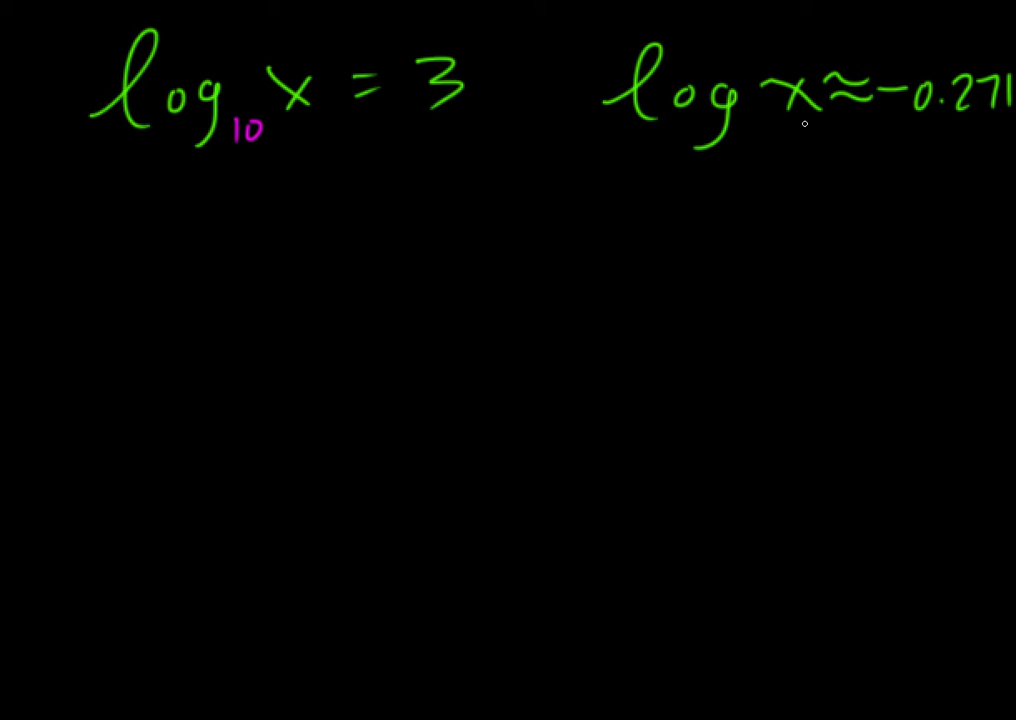 log₁₀ x = 3 log x ≈ -0.271